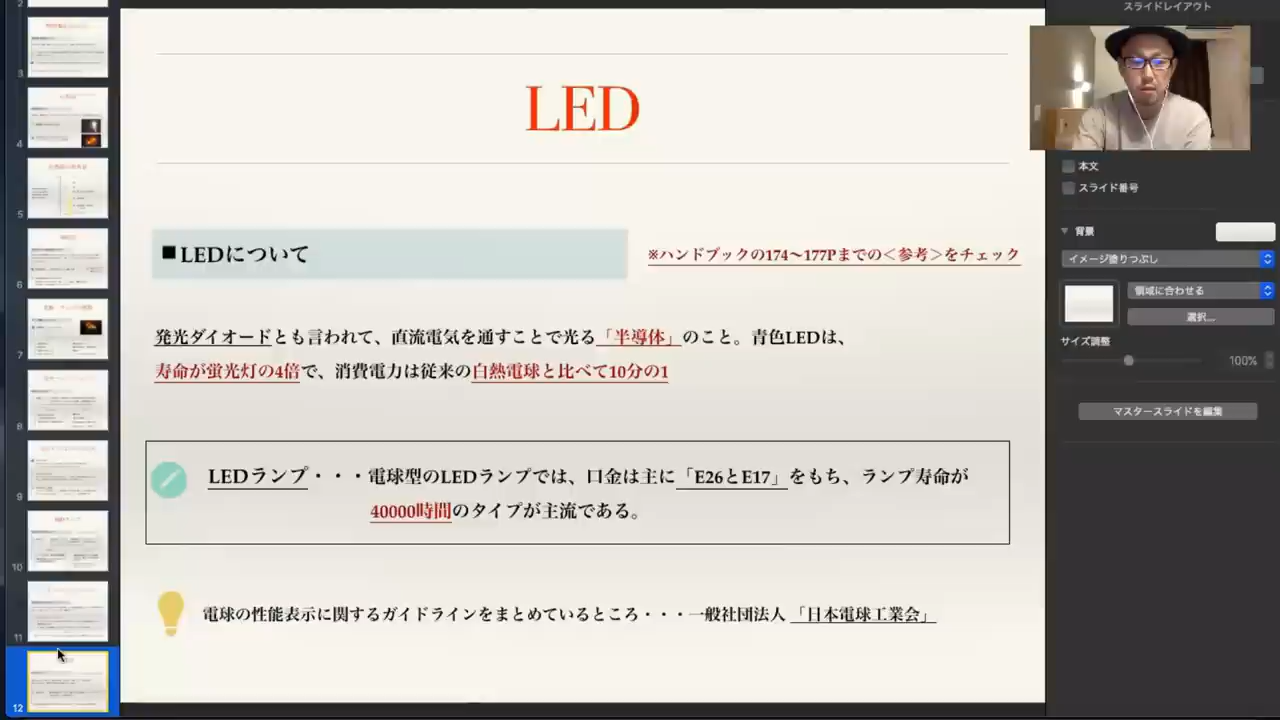 スライドレイアウト
LED
本文
スライド番号
■LEDについて
※ハンドブックの174〜177Pまでの＜参考＞をチェック
背景
イメージ塗りつぶし
領域に合わせる
選択...
サイズ調整
100%
マスタースライドを編集
発光ダイオードとも言われて、直流電気を通すことで光る「半導体」のこと。青色LEDは、
寿命が蛍光灯の4倍で、消費電力は従来の白熱電球と比べて10分の1
LEDランプ・・・電球型のLEDランプでは、口金は主に「E26とE17」をもち、ランプ寿命が
40000時間のタイプが主流である。
電球の性能表示に関するガイドラインをまとめているところ・・・一般社団法人「日本電球工業会」
2
3
4
5
6
7
8
9
10
11
12